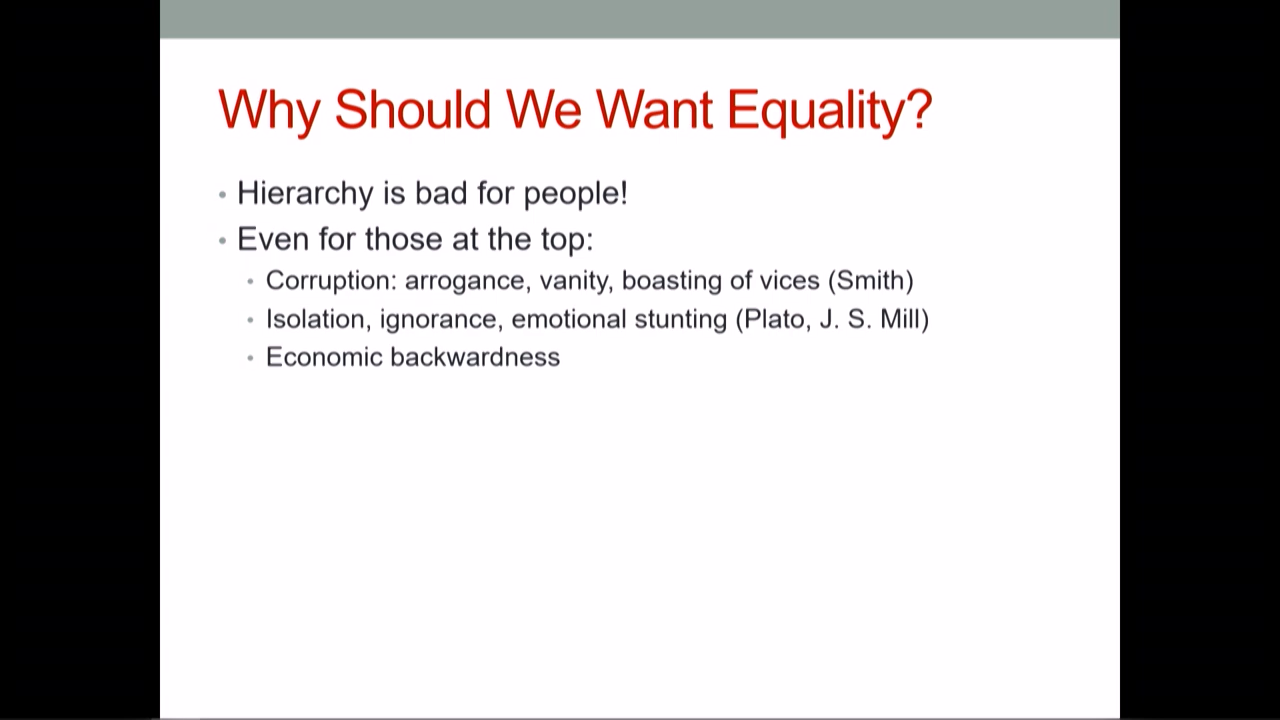 Why Should We Want Equality?
• Hierarchy is bad for people!
• Even for those at the top:
• Corruption: arrogance, vanity, boasting of vices (Smith)
• Isolation, ignorance, emotional stunting (Plato, J. S. Mill)
• Economic backwardness